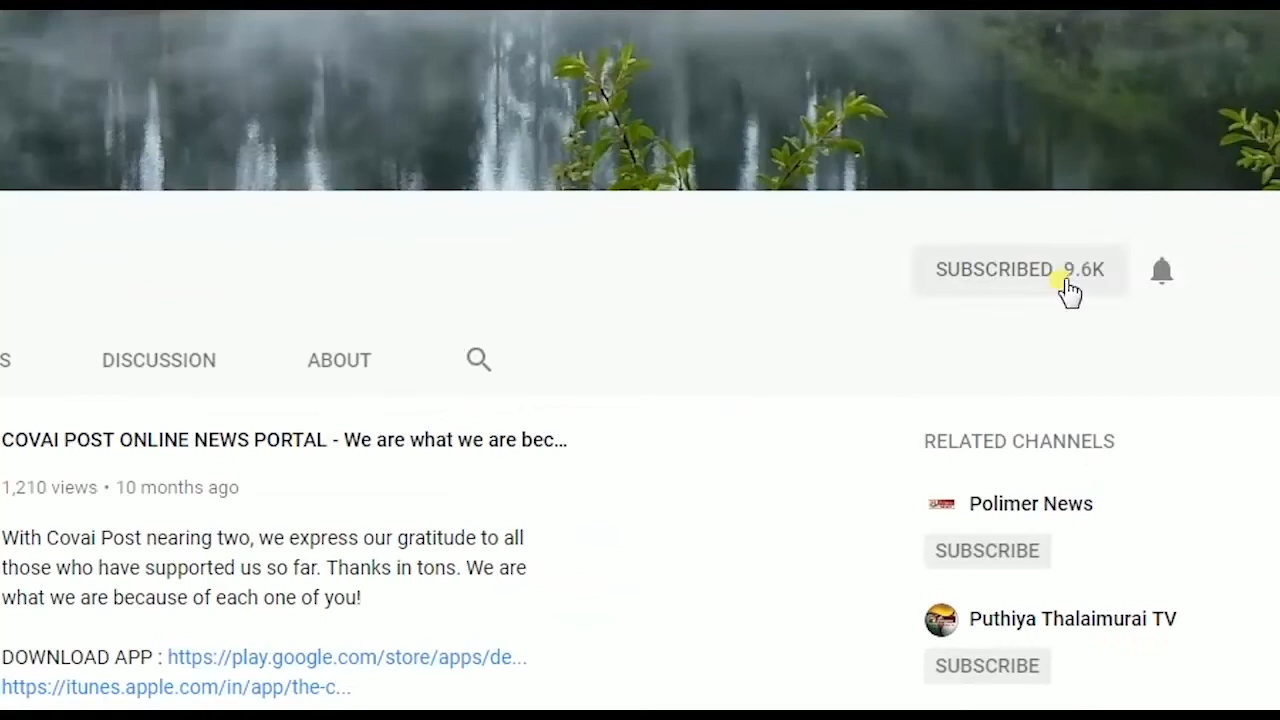 SUBSCRIBED 9.6K
S
DISCUSSION
ABOUT
COVAI POST ONLINE NEWS PORTAL - We are what we are bec...
1,210 views • 10 months ago
With Covai Post nearing two, we express our gratitude to all
those who have supported us so far. Thanks in tons. We are
what we are because of each one of you!
DOWNLOAD APP : https://play.google.com/store/apps/de...
https://itunes.apple.com/in/app/the-c...
RELATED CHANNELS
Polimer News
SUBSCRIBE
Puthiya Thalaimurai TV
SUBSCRIBE